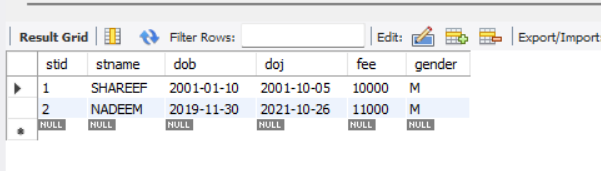 Result Grid Filter Rows: Edit: Export/Import:
stid stname dob doj fee gender
1 SHAREEF 2001-01-10 2001-10-05 10000 M
2 NADEEM 2019-11-30 2021-10-26 11000 M
NULL NULL NULL NULL NULL NULL